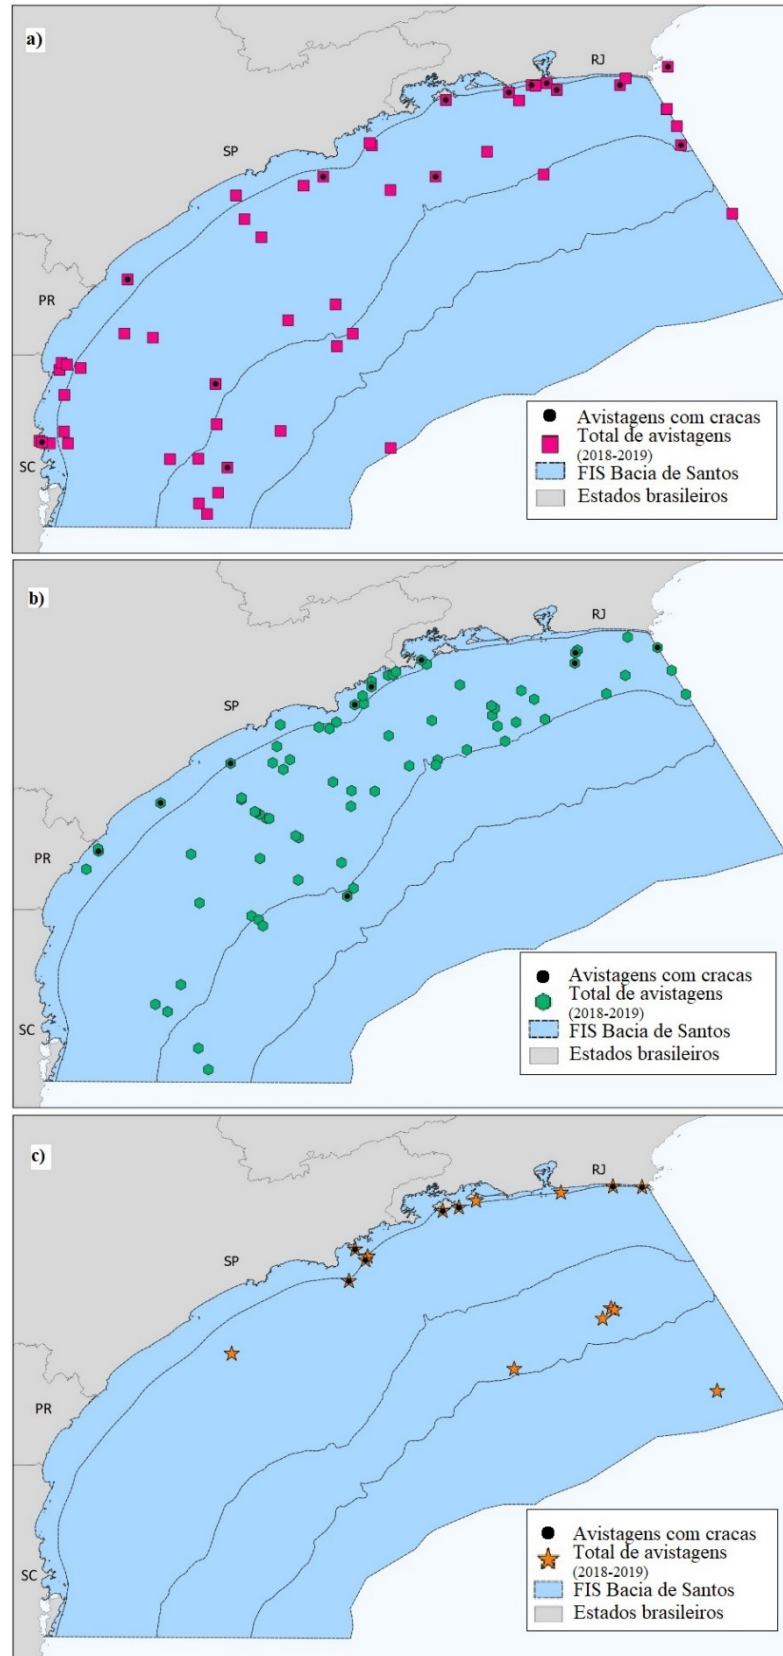 a)
RJ
SP
PR
SC
Avistagens com cracas
Total de avistagens
(2018-2019)
FIS Bacia de Santos
Estados brasileiros
b)
RJ
SP
PR
SC
Avistagens com cracas
Total de avistagens
(2018-2019)
FIS Bacia de Santos
Estados brasileiros
c)
RJ
SP
PR
SC
Avistagens com cracas
Total de avistagens
(2018-2019)
FIS Bacia de Santos
Estados brasileiros